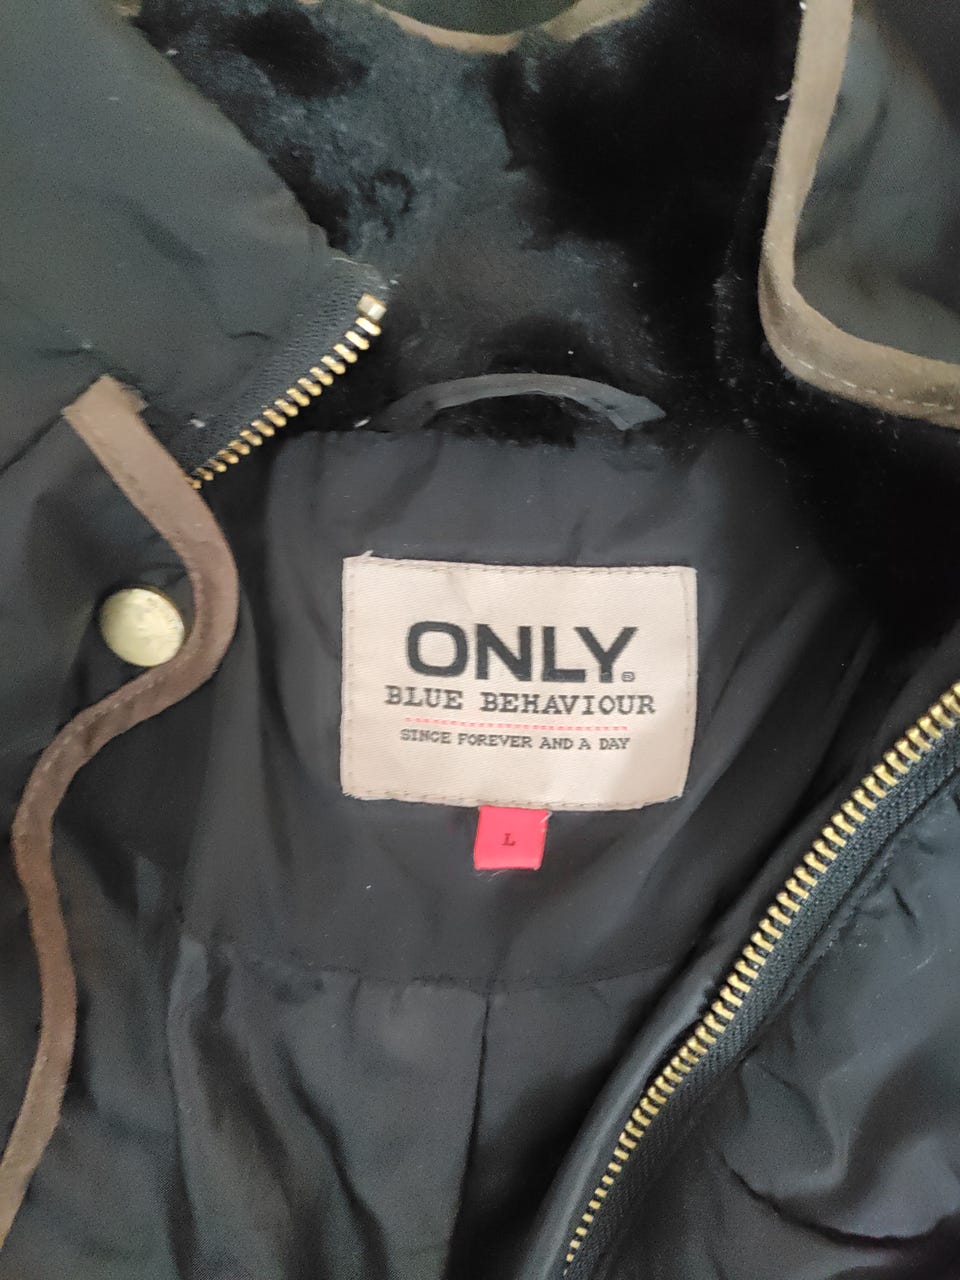 ONLY.®
BLUE BEHAVIOUR
SINCE FOREVER AND A DAY
L